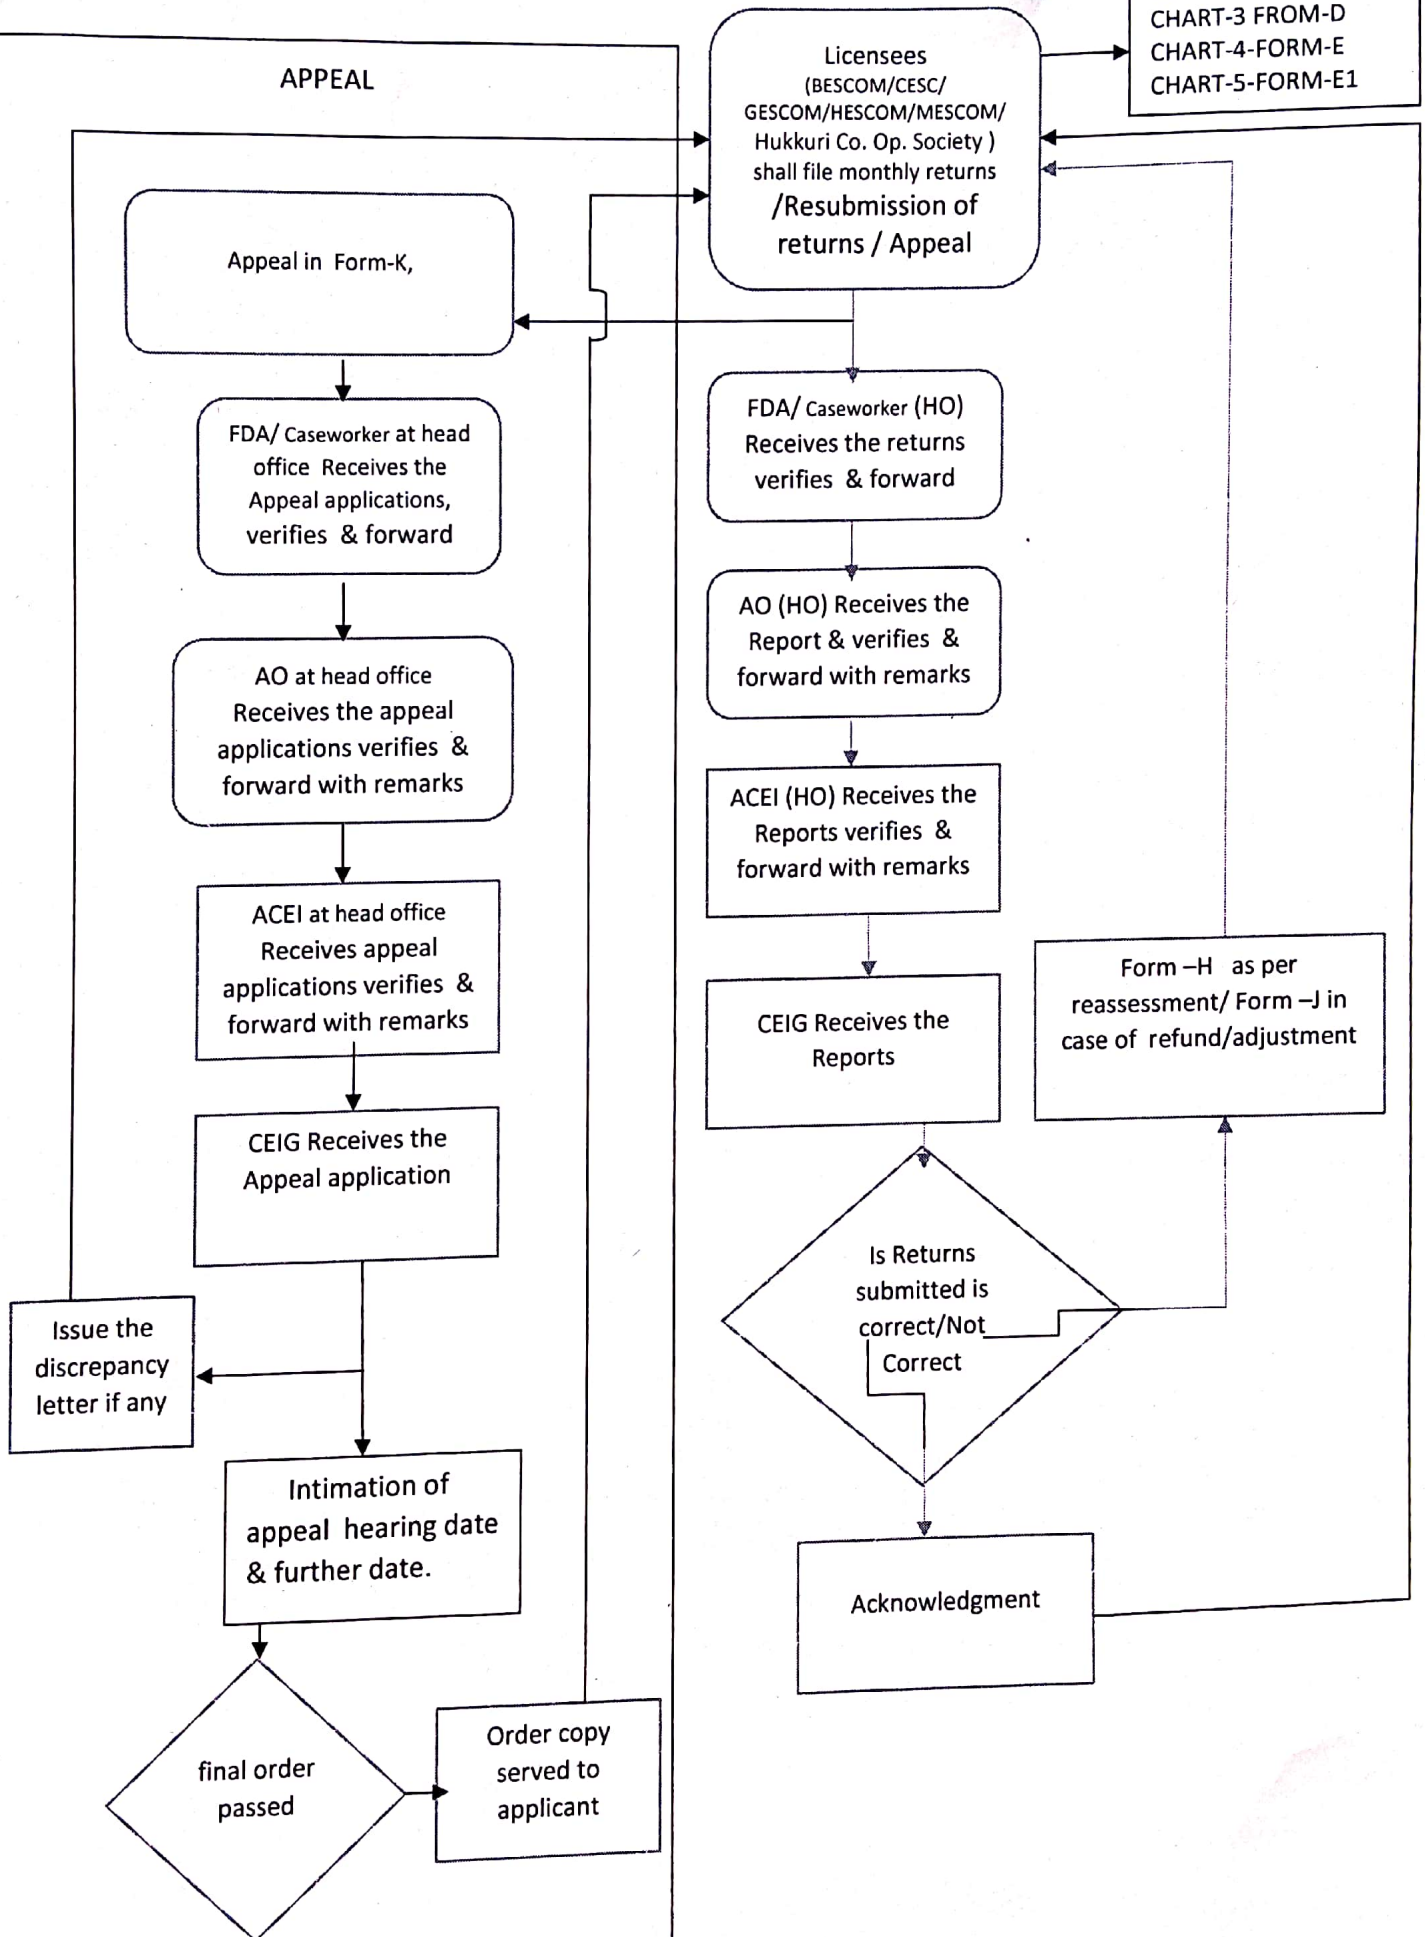 CHART-3 FROM-D
CHART-4-FORM-E
CHART-5-FORM-E1
Licensees
(BESCOM/CESC/
GESCOM/HESCOM/MESCOM/
Hukkuri Co. Op. Society )
shall file monthly returns
/Resubmission of
returns / Appeal
APPEAL
Appeal in Form-K,
FDA/ Caseworker at head
office Receives the
Appeal applications,
verifies & forward
AO at head office
Receives the appeal
applications verifies &
forward with remarks
ACEI at head office
Receives appeal
applications verifies &
forward with remarks
CEIG Receives the
Appeal application
Issue the
discrepancy
letter if any
Intimation of
appeal hearing date
& further date.
final order
passed
Order copy
served to
applicant
FDA/ Caseworker (HO)
Receives the returns
verifies & forward
AO (HO) Receives the
Report & verifies &
forward with remarks
ACEI (HO) Receives the
Reports verifies &
forward with remarks
CEIG Receives the
Reports
Form –H as per
reassessment/ Form –J in
case of refund/adjustment
Is Returns
submitted is
correct/Not
Correct
Acknowledgment